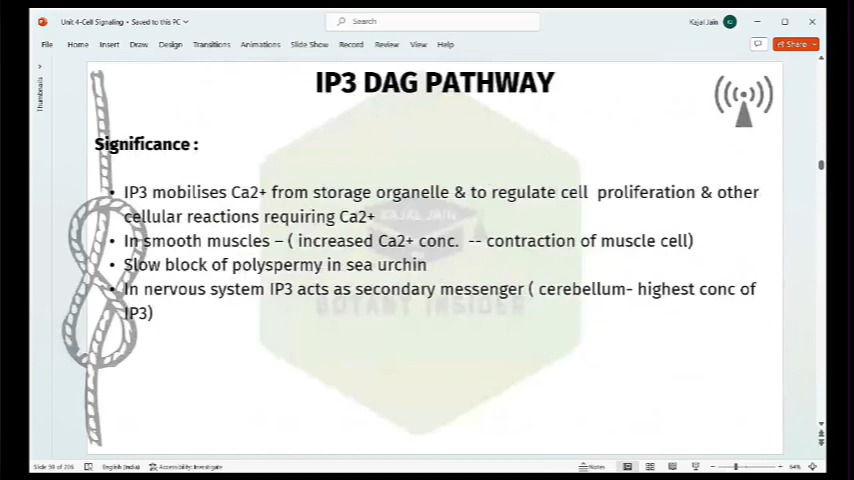 Unit 4-Cell Signaling • Saved to this PC
Search
Kajal Jain
File Home Insert Draw Design Transitions Animations Slide Show Record Review View Help
Share
Thumbnails
IP3 DAG PATHWAY
Significance :
• IP3 mobilises Ca2+ from storage organelle & to regulate cell proliferation & other
cellular reactions requiring Ca2+
• In smooth muscles – ( increased Ca2+ conc. -- contraction of muscle cell)
• Slow block of polyspermy in sea urchin
• In nervous system IP3 acts as secondary messenger ( cerebellum- highest conc of
IP3)
KAJAL JAIN
BOTANY INSIDER
English (India)
Accessibility: Investigate
Notes
64%